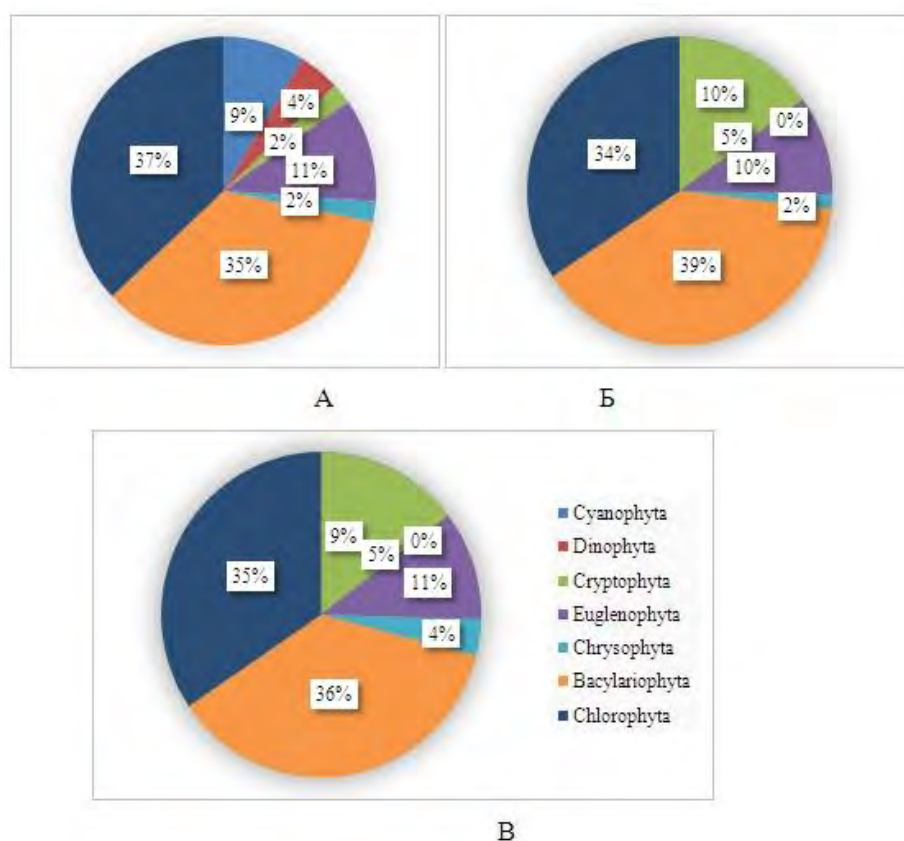 37%
9%
4%
2%
11%
2%
35%
А
34%
10%
5%
0%
10%
2%
39%
Б
35%
9%
5%
0%
11%
4%
36%
Cyanophyta
Dinophyta
Cryptophyta
Euglenophyta
Chrysophyta
Bacylariophyta
Chlorophyta
В